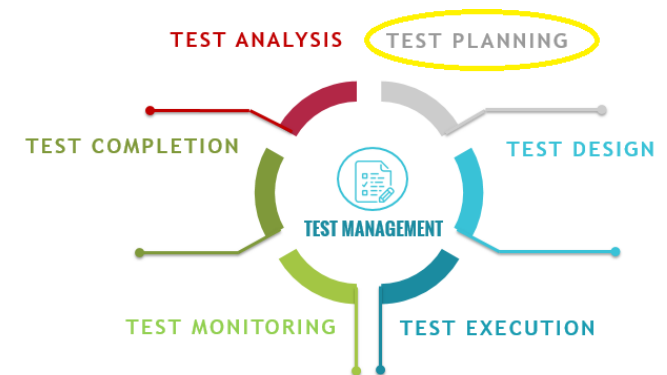 TEST ANALYSIS
TEST PLANNING
TEST COMPLETION
TEST DESIGN
TEST MANAGEMENT
TEST MONITORING
TEST EXECUTION